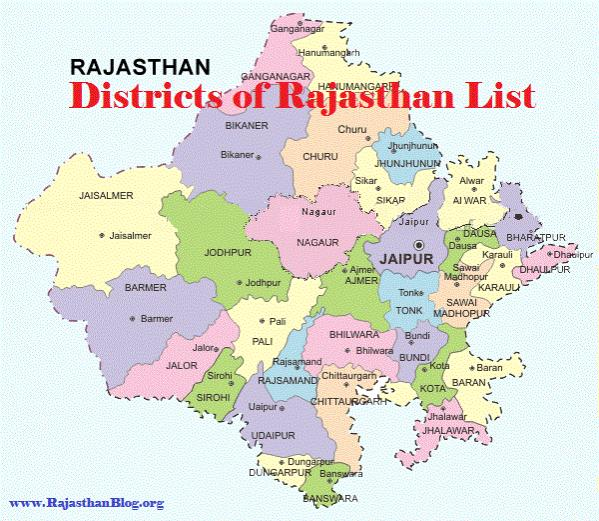 Ganganagar
Hanumangarh
RAJASTHAN
GANGANAGAR
HANUMANGARH
Districts of Rajasthan List
BIKANER
Churu
Jhunjhunun
Bikaner
CHURU
JHUNJHUNUN
Sikar
Alwar
JAISALMER
SIKAR
ALWAR
Nagaur
Jaipur
Jaisalmer
NAGAUR
DAUSA
BHARATPUR
JODHPUR
JAIPUR
Dausa
Karauli
Dhaulpur
Ajmer
Sawai
Madhopur
DHAULPUR
BARMER
Jodhpur
AJMER
KARAULI
Tonk
SAWAI
MADHOPUR
Barmer
Pali
TONK
BHILWARA
Bundi
PALI
Jalor
Bhilwara
BUNDI
JALOR
Rajsamand
Kota
Baran
Sirohi
RAJSAMAND
Chittaurgarh
KOTA
BARAN
SIROHI
CHITTAURGARH
Uaipur
Jhalawar
JHALAWAR
UDAIPUR
Dungarpur
DUNGARPUR
Banswara
BANSWARA
www.RajasthanBlog.org